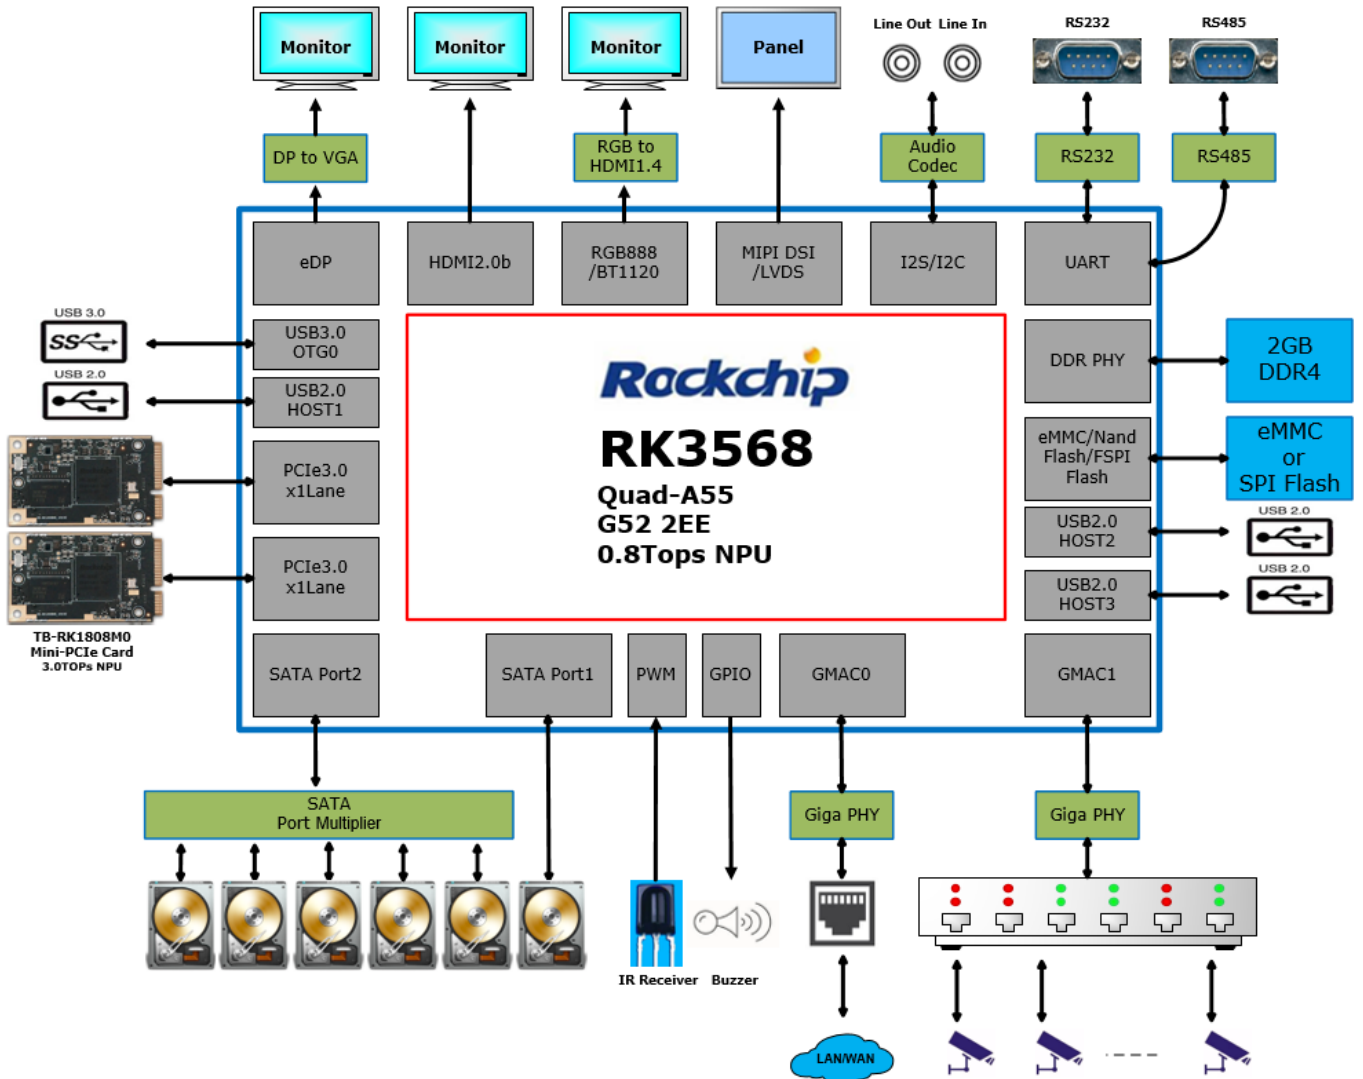 Line Out Line In
RS232
RS485
Monitor
Monitor
Monitor
Panel
DP to VGA
RGB to
HDMI1.4
Audio
Codec
RS232
RS485
eDP
HDMI2.0b
RGB888
/BT1120
MIPI DSI
/LVDS
I2S/I2C
UART
USB 3.0
SS
USB3.0
OTG0
USB 2.0
USB2.0
HOST1
PCIe3.0
x1Lane
PCIe3.0
x1Lane
TB-RK1808M0
Mini-PCIe Card
3.0TOPs NPU
Rockchip
RK3568
Quad-A55
G52 2EE
0.8Tops NPU
DDR PHY
2GB
DDR4
eMMC/Nand
Flash/FSPI
Flash
eMMC
or
SPI Flash
USB2.0
HOST2
USB 2.0
USB2.0
HOST3
USB 2.0
SATA Port2
SATA Port1
PWM
GPIO
GMAC0
GMAC1
SATA
Port Multiplier
Giga PHY
Giga PHY
IR Receiver
Buzzer
LAN/WAN